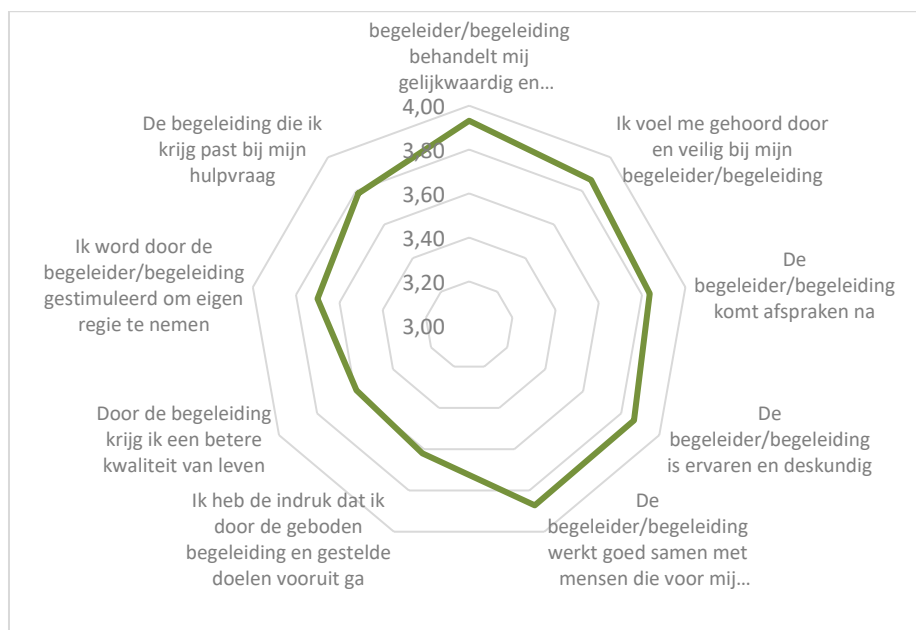 begeleider/begeleiding
behandelt mij
gelijkwaardig en…
Ik voel me gehoord door
en veilig bij mijn
begeleider/begeleiding
De
begeleider/begeleiding
komt afspraken na
De
begeleider/begeleiding
is ervaren en deskundig
De
begeleider/begeleiding
werkt goed samen met
mensen die voor mij…
Ik heb de indruk dat ik
door de geboden
begeleiding en gestelde
doelen vooruit ga
Door de begeleiding
krijg ik een betere
kwaliteit van leven
Ik word door de
begeleider/begeleiding
gestimuleerd om eigen
regie te nemen
De begeleiding die ik
krijg past bij mijn
hulpvraag
4,00
3,80
3,60
3,40
3,20
3,00